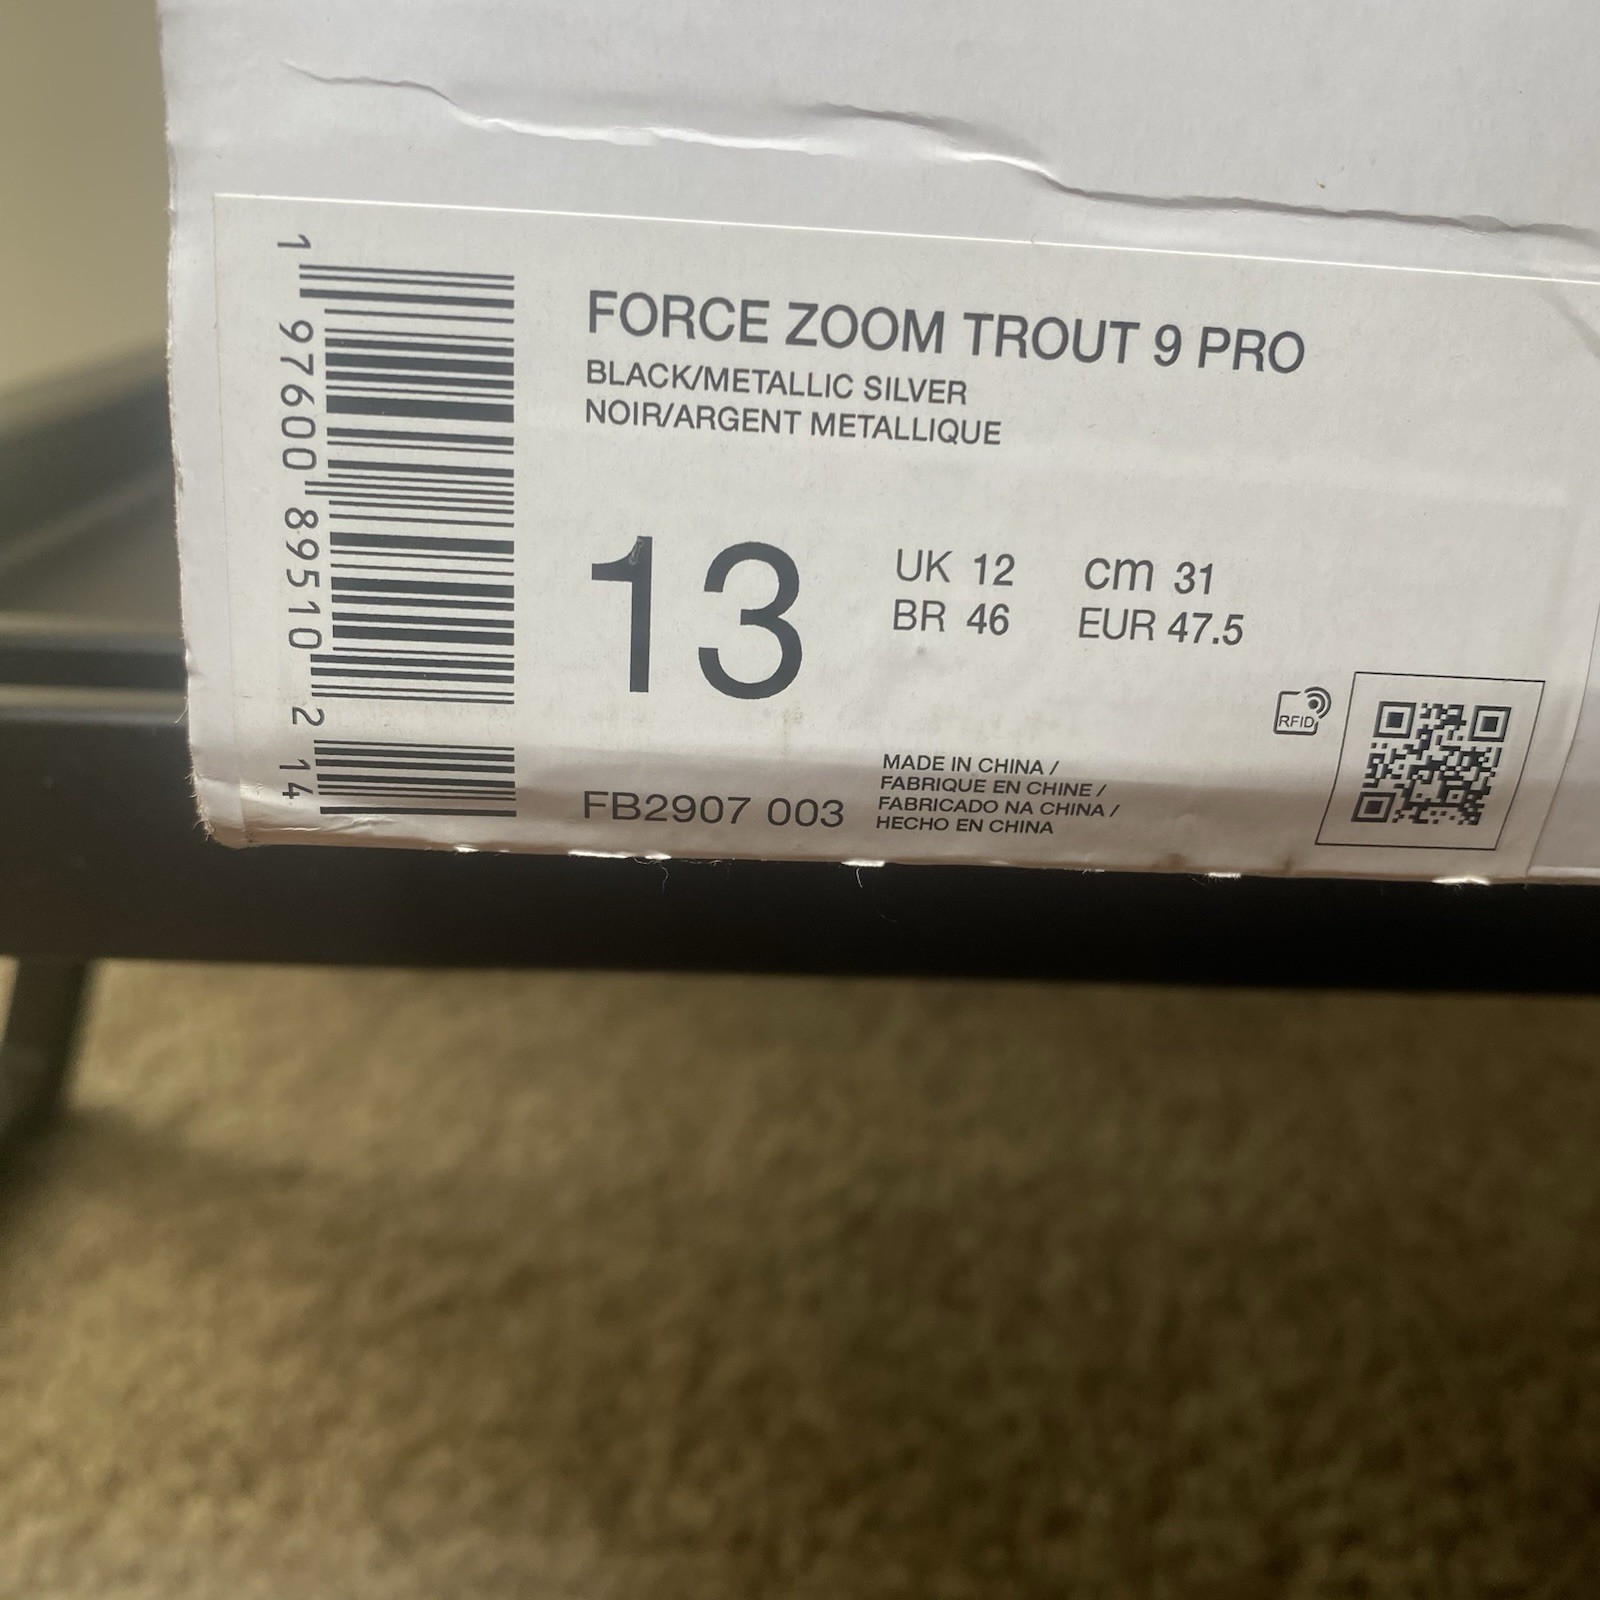 FORCE ZOOM TROUT 9 PRO
BLACK/METALLIC SILVER
NOIR/ARGENT METALLIQUE
13
UK 12 cm 31
BR 46 EUR 47.5
RFID
MADE IN CHINA /
FABRIQUE EN CHINE /
FABRICADO NA CHINA /
HECHO EN CHINA
FB2907 003
1 97600 89510 2 14